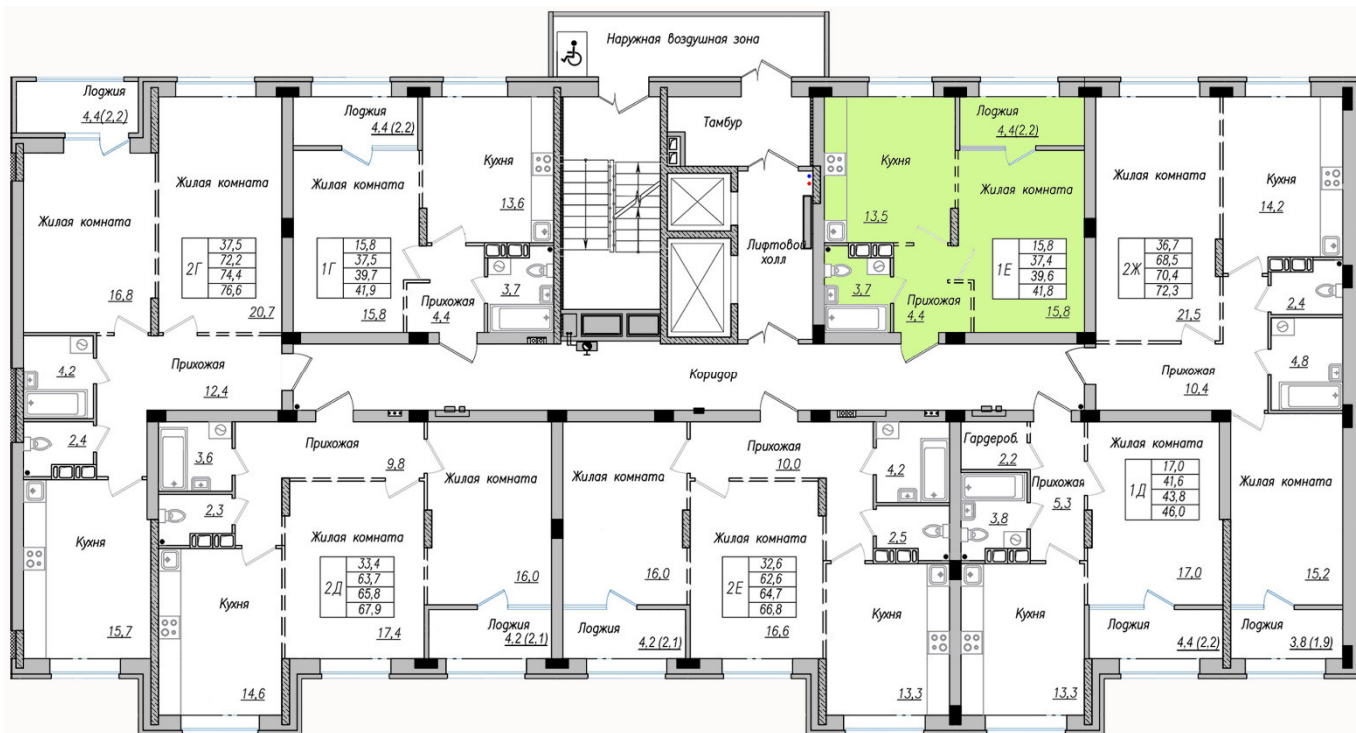 Наружная воздушная зона
Лоджия
4,4(2,2)
Жилая комната
16,8
Жилая комната
2Г
37,5
72,2
74,4
76,6
20,7
Лоджия
4,4 (2,2)
Жилая комната
1Г
15,8
37,5
39,7
41,9
15,8
Кухня
13,6
3,7
Прихожая
4,4
Тамбур
Лифтовой
холл
Кухня
13,5
3,7
Прихожая
4,4
Лоджия
4,4(2,2)
Жилая комната
1Е
15,8
37,4
39,6
41,8
15,8
Жилая комната
2Ж
36,7
68,5
70,4
72,3
21,5
Кухня
14,2
2,4
4,8
Прихожая
10,4
Коридор
4,2
Прихожая
12,4
2,4
Кухня
15,7
3,6
2,3
Прихожая
9,8
Кухня
14,6
Жилая комната
2Д
33,4
63,7
65,8
67,9
17,4
Жилая комната
16,0
Лоджия
4,2 (2,1)
Жилая комната
16,0
Лоджия
4,2 (2,1)
Прихожая
10,0
Жилая комната
2Е
32,6
62,6
64,7
66,8
16,6
4,2
2,5
Кухня
13,3
Гардероб.
2,2
Прихожая
5,3
3,8
Кухня
13,3
Жилая комната
1Д
17,0
41,6
43,8
46,0
17,0
Лоджия
4,4 (2,2)
Жилая комната
15,2
Лоджия
3,8 (1,9)